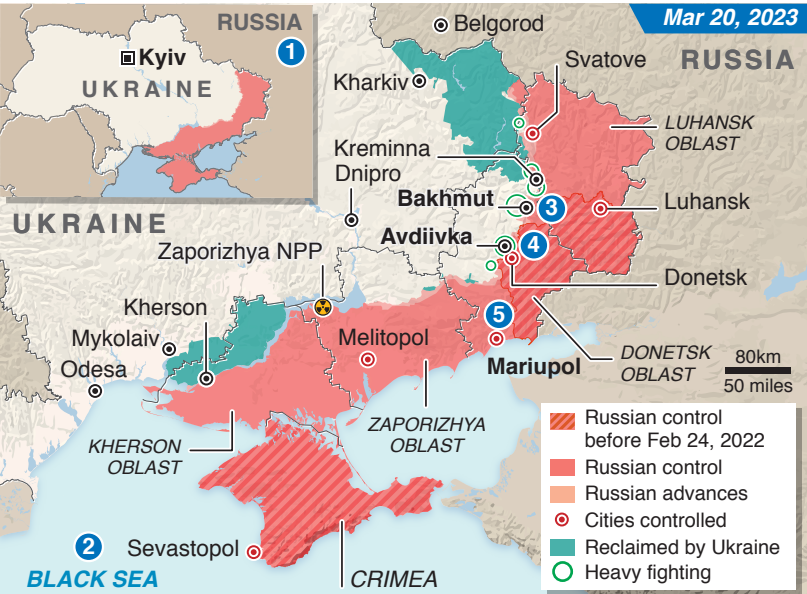 Mar 20, 2023
RUSSIA
1
Kyiv
UKRAINE
Belgorod
RUSSIA
Svatove
Kharkiv
LUHANSK
OBLAST
Kreminna
Dnipro
Bakhmut
3
Luhansk
UKRAINE
Avdiivka
4
Zaporizhya NPP
Donetsk
Kherson
5
Mykolaiv
Melitopol
Mariupol
DONETSK
OBLAST
80km
50 miles
Odesa
ZAPORIZHYA
OBLAST
KHERSON
OBLAST
Russian control
before Feb 24, 2022
Russian control
Russian advances
Cities controlled
Reclaimed by Ukraine
Heavy fighting
2
Sevastopol
BLACK SEA
CRIMEA